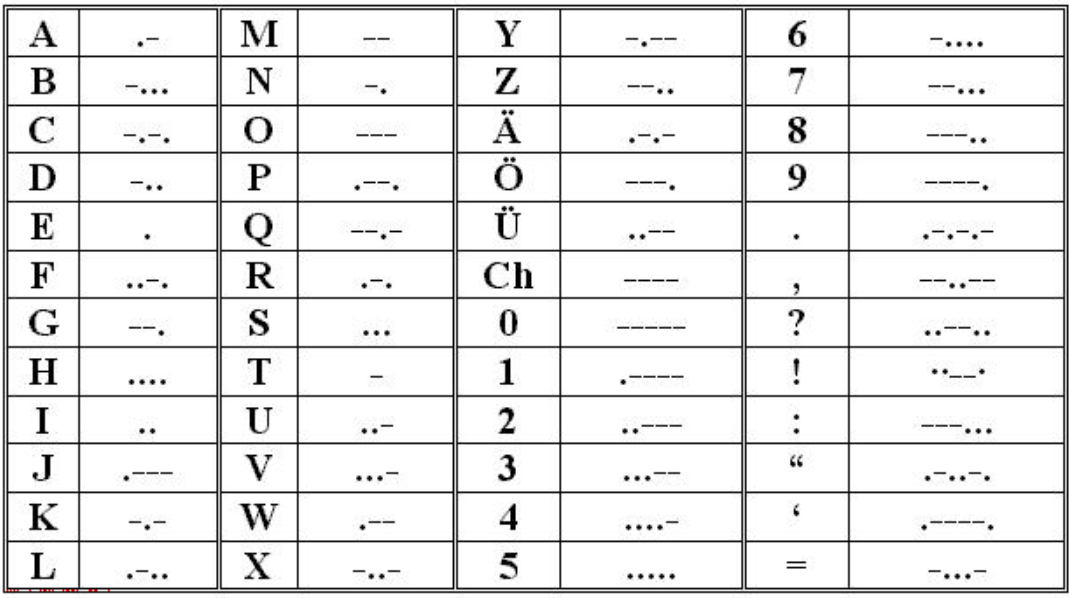 A .- M -- Y -.-- 6 -....
B -... N -. Z --.. 7 --...
C -.-. O --- Ä .-.- 8 ---..
D -.. P .--. Ö ---. 9 ----.
E . Q --.- Ü ..-- . .-.-.-
F ..-. R .-. Ch ---- , --..--
G --. S ... 0 ----- ? ..--..
H .... T - 1 .---- ! ..--.
I .. U ..- 2 ..--- : ---...
J .--- V ...- 3 ...-- “ .-..-.
K -.- W .-- 4 ....- ‘ .----.
L .-.. X -..- 5 ..... = -...-